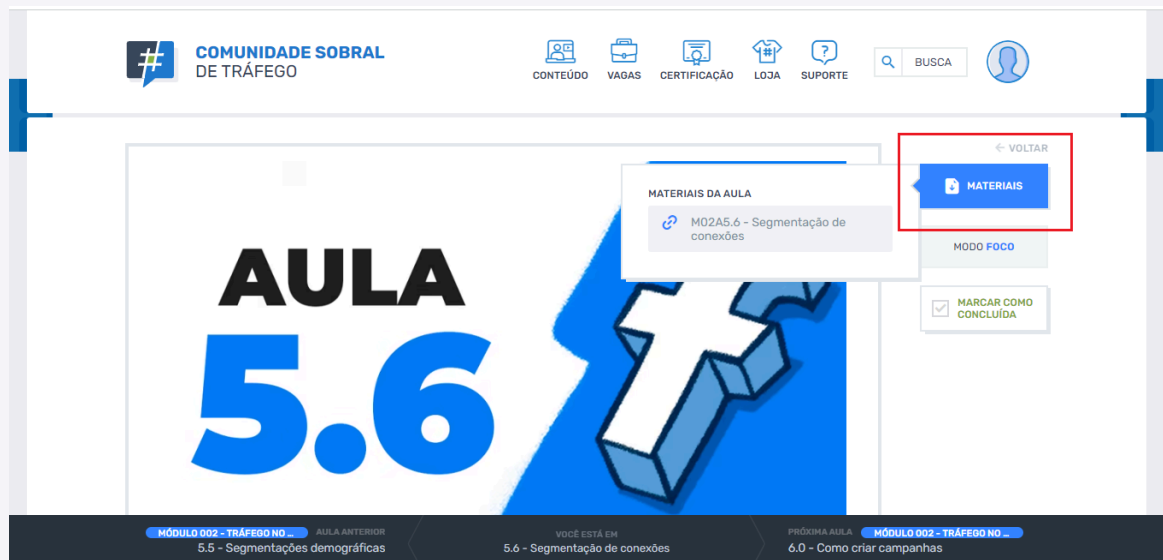 COMUNIDADE SOBRAL
DE TRÁFEGO
CONTEÚDO
VAGAS
CERTIFICAÇÃO
LOJA
SUPORTE
BUSCA
← VOLTAR
MATERIAIS
MATERIAIS DA AULA
M02A5.6 - Segmentação de
conexões
MODO FOCO
MARCAR COMO
CONCLUÍDA
AULA
5.6
MÓDULO 002 - TRÁFEGO NO ...
AULA ANTERIOR
5.5 - Segmentações demográficas
VOCÊ ESTÁ EM
5.6 - Segmentação de conexões
PRÓXIMA AULA
MÓDULO 002 - TRÁFEGO NO ...
6.0 - Como criar campanhas